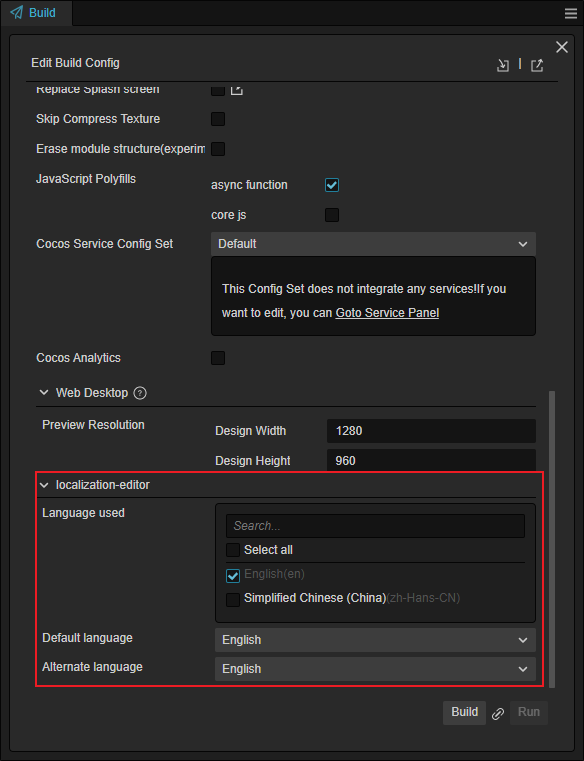 Build
Edit Build Config
Replace Splash screen
Skip Compress Texture
Erase module structure(experim
JavaScript Polyfills
async function
core js
Cocos Service Config Set
Default
This Config Set does not integrate any services!If you
want to edit, you can Goto Service Panel
Cocos Analytics
Web Desktop ?
Preview Resolution
Design Width
1280
Design Height
960
localization-editor
Language used
Search...
Select all
English(en)
Simplified Chinese (China)(zh-Hans-CN)
Default language
English
Alternate language
English
Build
Run